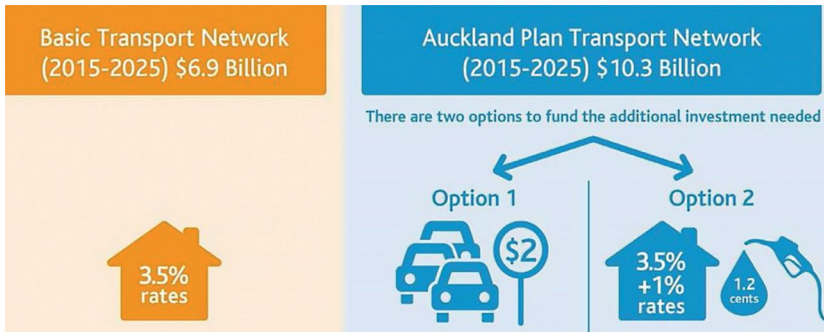 Basic Transport Network
(2015-2025) $6.9 Billion
3.5%
rates
Auckland Plan Transport Network
(2015-2025) $10.3 Billion
There are two options to fund the additional investment needed
Option 1
$2
Option 2
3.5%
+1%
rates
1.2
cents